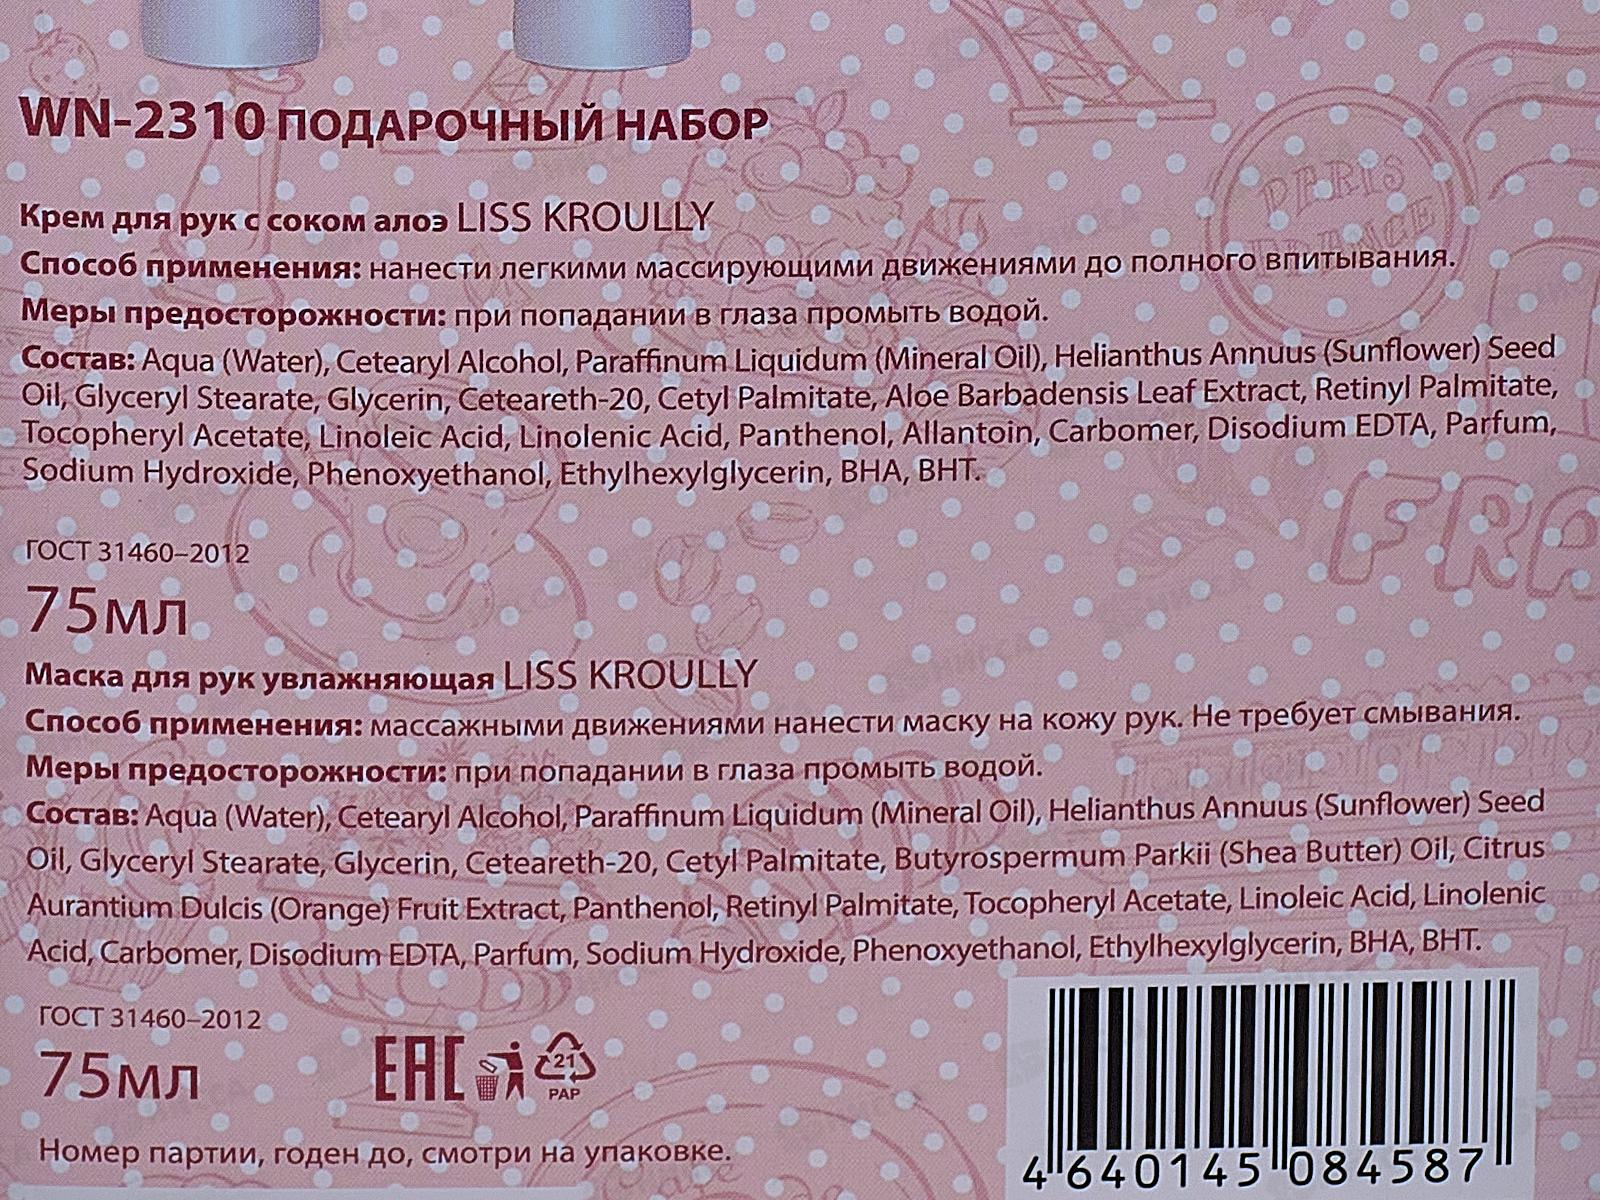 WN-2310 ПОДАРОЧНЫЙ НАБОР
PERIS
FRANCE
Крем для рук с соком алоэ LISS KROULLY
Способ применения: нанести легкими массирующими движениями до полного впитывания.
Меры предосторожности: при попадании в глаза промыть водой.
Состав: Aqua (Water), Cetearyl Alcohol, Paraffinum Liquidum (Mineral Oil), Helianthus Annuus (Sunflower) Seed
Oil, Glyceryl Stearate, Glycerin, Ceteareth-20, Cetyl Palmitate, Aloe Barbadensis Leaf Extract, Retinyl Palmitate,
Tocopheryl Acetate, Linoleic Acid, Linolenic Acid, Panthenol, Allantoin, Carbomer, Disodium EDTA, Parfum,
Sodium Hydroxide, Phenoxyethanol, Ethylhexylglycerin, BHA, BHT.
FRA
ГОСТ 31460–2012
75мл
Маска для рук увлажняющая LISS KROULLY
Способ применения: массажными движениями нанести маску на кожу рук. Не требует смывания.
Меры предосторожности: при попадании в глаза промыть водой.
Состав: Aqua (Water), Cetearyl Alcohol, Paraffinum Liquidum (Mineral Oil), Helianthus Annuus (Sunflower) Seed
Oil, Glyceryl Stearate, Glycerin, Ceteareth-20, Cetyl Palmitate, Butyrospermum Parkii (Shea Butter) Oil, Citrus
Aurantium Dulcis (Orange) Fruit Extract, Panthenol, Retinyl Palmitate, Tocopheryl Acetate, Linoleic Acid, Linolenic
Acid, Carbomer, Disodium EDTA, Parfum, Sodium Hydroxide, Phenoxyethanol, Ethylhexylglycerin, BHA, BHT.
ГОСТ 31460–2012
75мл
EAC
21
PAP
Номер партии, годен до, смотри на упаковке.
4 640145 084587